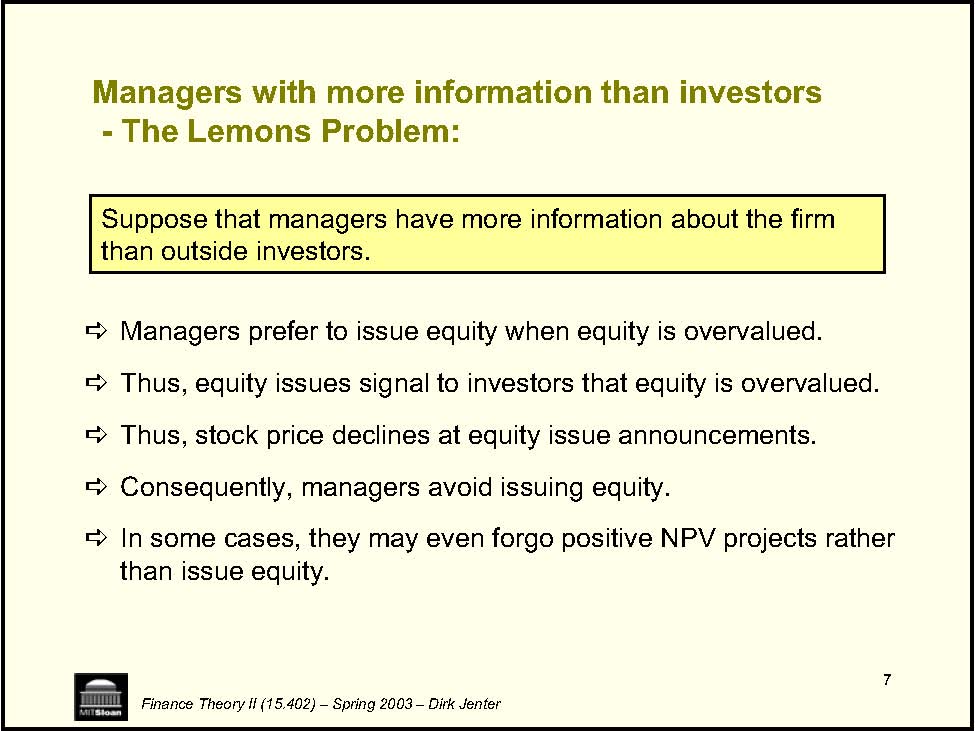 Managers with more information than investors
- The Lemons Problem:
Suppose that managers have more information about the firm
than outside investors.
⇨ Managers prefer to issue equity when equity is overvalued.
⇨ Thus, equity issues signal to investors that equity is overvalued.
⇨ Thus, stock price declines at equity issue announcements.
⇨ Consequently, managers avoid issuing equity.
⇨ In some cases, they may even forgo positive NPV projects rather
than issue equity.
7
MITSloan
Finance Theory II (15.402) – Spring 2003 – Dirk Jenter